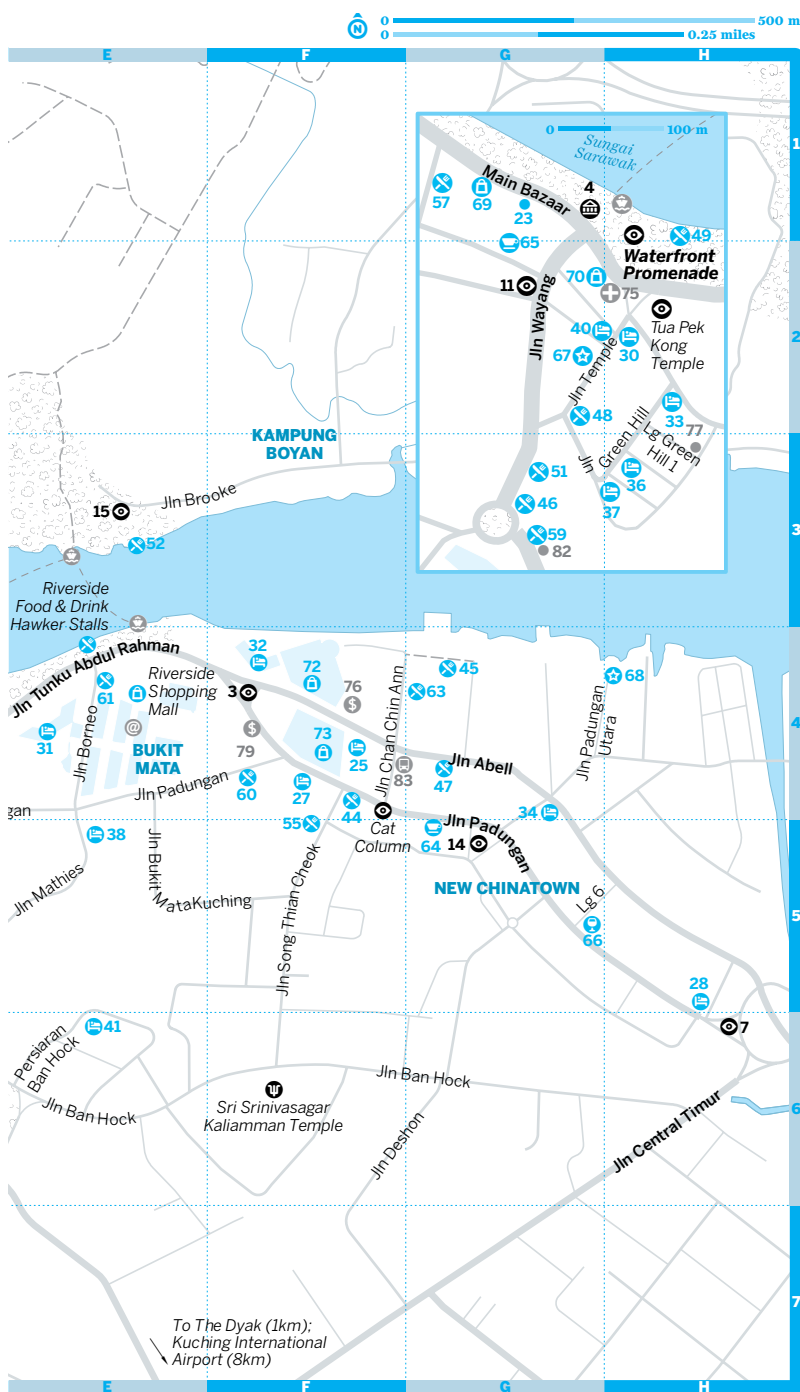 N
0
500 m
0
0.25 miles
E
F
G
H
1
2
3
4
5
6
7
0
100 m
Sungai
Sarawak
Main Bazaar
4
57
69
23
65
49
Waterfront
Promenade
11
70
75
Jln Wayang
40
30
67
Tua Pek
Kong
Temple
Jln Temple
48
33
77
Jln Green Hill
Lg Green
Hill 1
51
36
46
37
59
82
KAMPUNG
BOYAN
Jln Brooke
15
52
Riverside
Food & Drink
Hawker Stalls
Jln Tunku Abdul Rahman
32
45
72
61
Riverside
Shopping
Mall
3
76
$
63
68
31
Jln Borneo
@
BUKIT
MATA
$
79
73
25
Jln Chan Chin Ann
83
Jln Abell
47
Jln Padungan
Utara
Jln Padungan
60
27
44
gan
55
Cat
Column
64
14
Jln Padungan
34
38
Jln Mathies
Jln Bukit
MataKuching
Jln Song Thian Cheok
NEW CHINATOWN
Lg 6
66
28
7
41
Persiaran
Ban Hock
Jln Ban Hock
Sri Srinivasagar
Kaliamman Temple
Jln Ban Hock
Jln Deshon
Jln Central Timur
To The Dyak (1km);
Kuching International
Airport (8km)
E
F
G
H